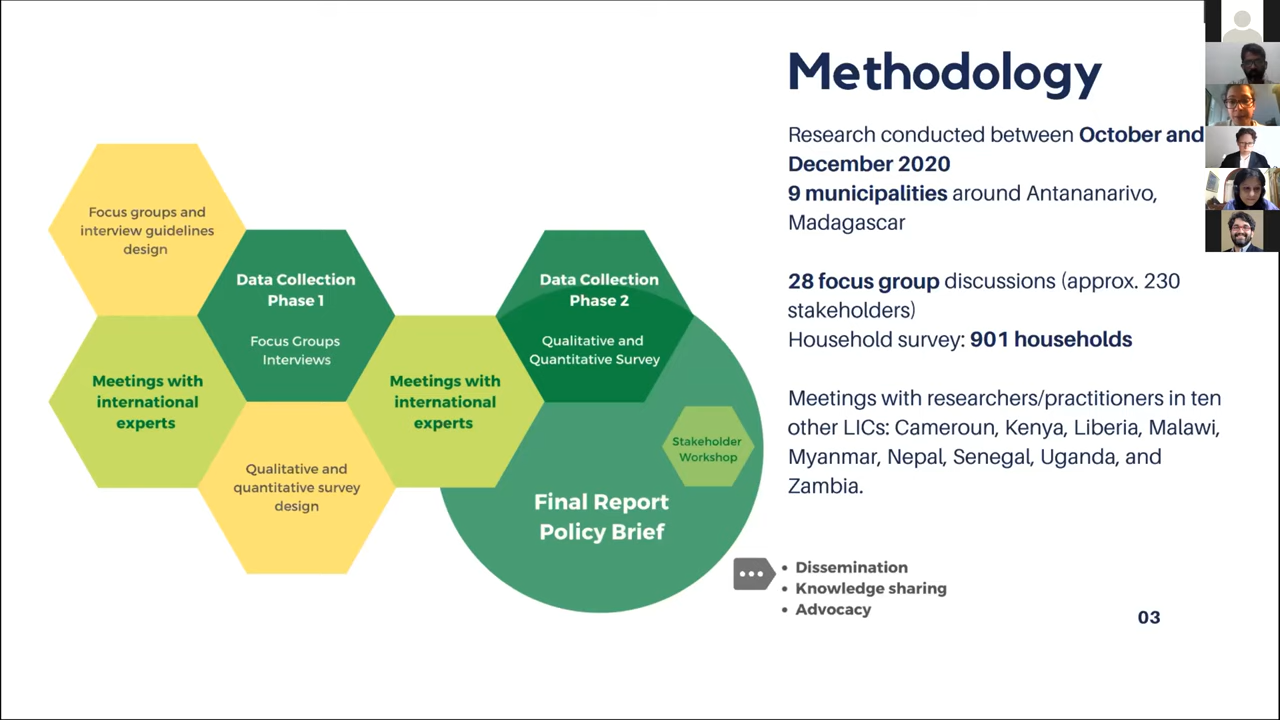 Methodology
Research conducted between October and
December 2020
9 municipalities around Antananarivo,
Madagascar
28 focus group discussions (approx. 230
stakeholders)
Household survey: 901 households
Meetings with researchers/practitioners in ten
other LICs: Cameroun, Kenya, Liberia, Malawi,
Myanmar, Nepal, Senegal, Uganda, and
Zambia.
Focus groups and
interview guidelines
design
Data Collection
Phase 1
Focus Groups
Interviews
Meetings with
international
experts
Qualitative and
quantitative survey
design
Meetings with
international
experts
Data Collection
Phase 2
Qualitative and
Quantitative Survey
Stakeholder
Workshop
Final Report
Policy Brief
• Dissemination
• Knowledge sharing
• Advocacy
03